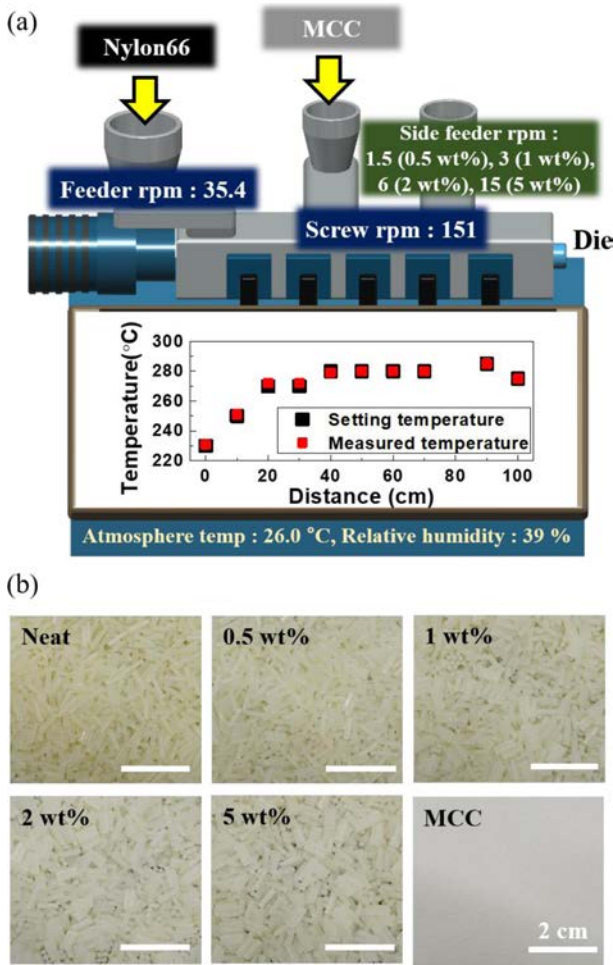 (a)
Nylon66
MCC
Side feeder rpm :
1.5 (0.5 wt%), 3 (1 wt%),
6 (2 wt%), 15 (5 wt%)
Feeder rpm : 35.4
Screw rpm : 151
Die
Temperature(°C)
300
280
260
240
220
Setting temperature
Measured temperature
0 20 40 60 80 100
Distance (cm)
Atmosphere temp : 26.0 °C, Relative humidity : 39 %
(b)
Neat
0.5 wt%
1 wt%
2 wt%
5 wt%
MCC
2 cm